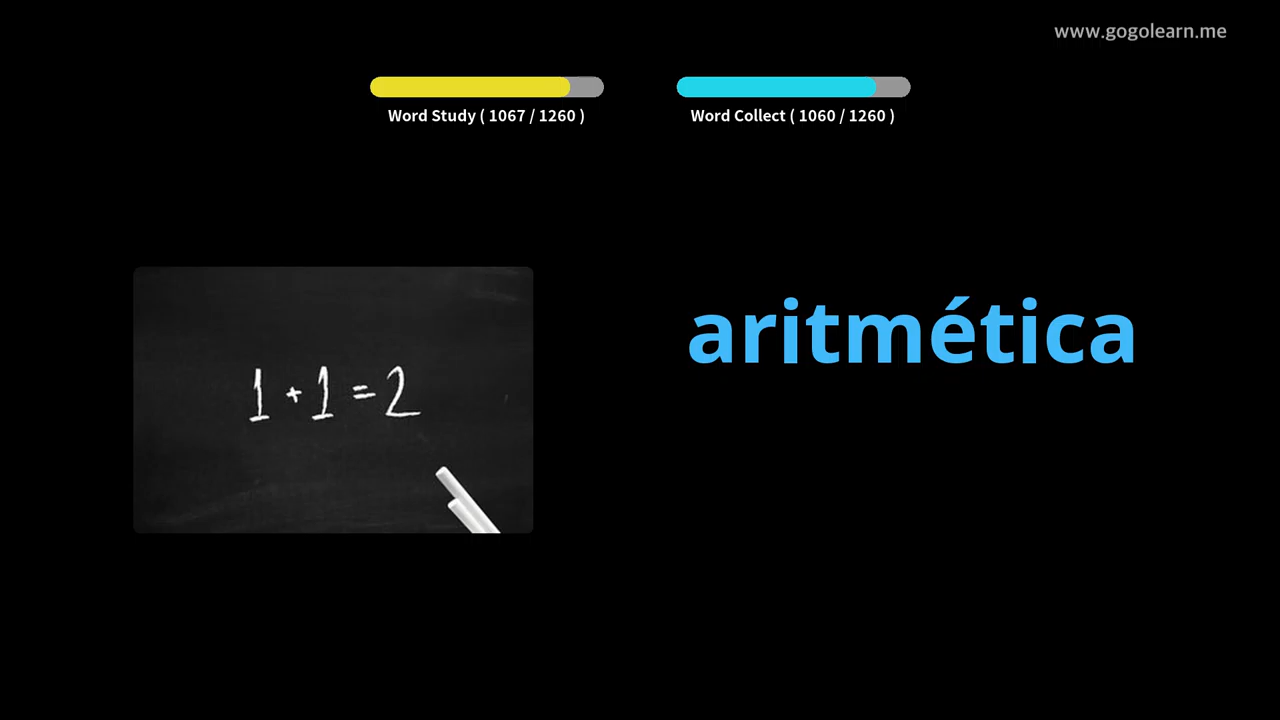 www.gogolearn.me
Word Study ( 1067 / 1260 )
Word Collect ( 1060 / 1260 )
aritmética
1 + 1 = 2